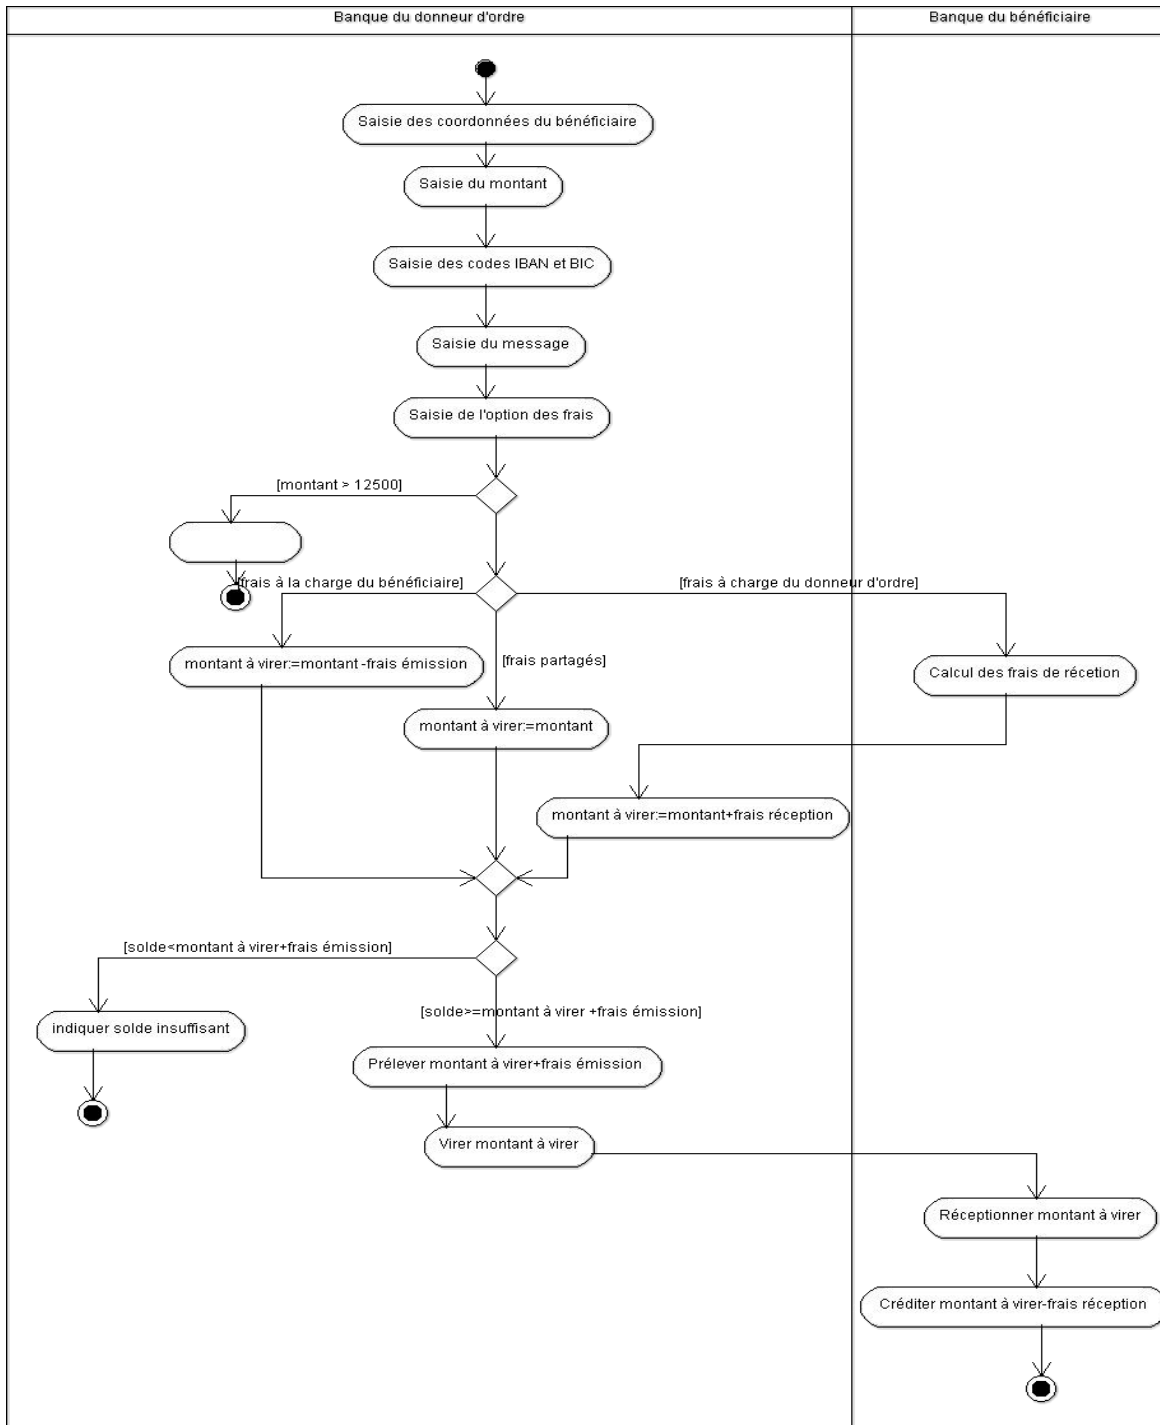 Banque du donneur d'ordre
Banque du bénéficiaire
Saisie des coordonnées du bénéficiaire
Saisie du montant
Saisie des codes IBAN et BIC
Saisie du message
Saisie de l'option des frais
[montant > 12500]
[frais à la charge du bénéficiaire]
[frais à charge du donneur d'ordre]
montant à virer:=montant -frais émission
[frais partagés]
Calcul des frais de récetion
montant à virer:=montant
montant à virer:=montant+frais réception
[solde<montant à virer+frais émission]
[solde>=montant à virer +frais émission]
indiquer solde insuffisant
Prélever montant à virer+frais émission
Virer montant à virer
Réceptionner montant à virer
Créditer montant à virer-frais réception